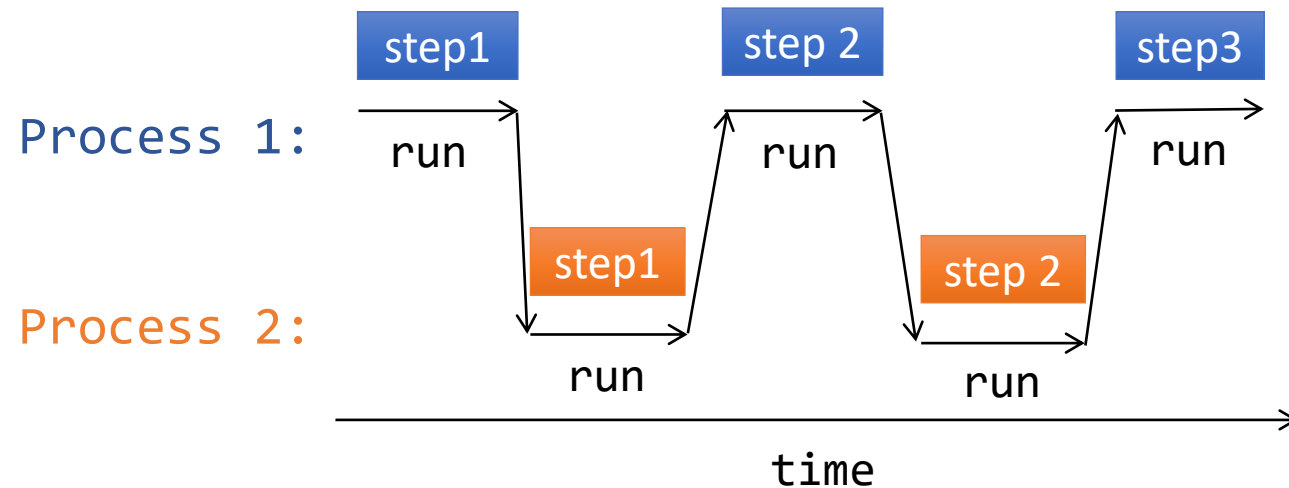 step1
step 2
step3
Process 1:
run
run
run
step1
step 2
Process 2:
run
run
time